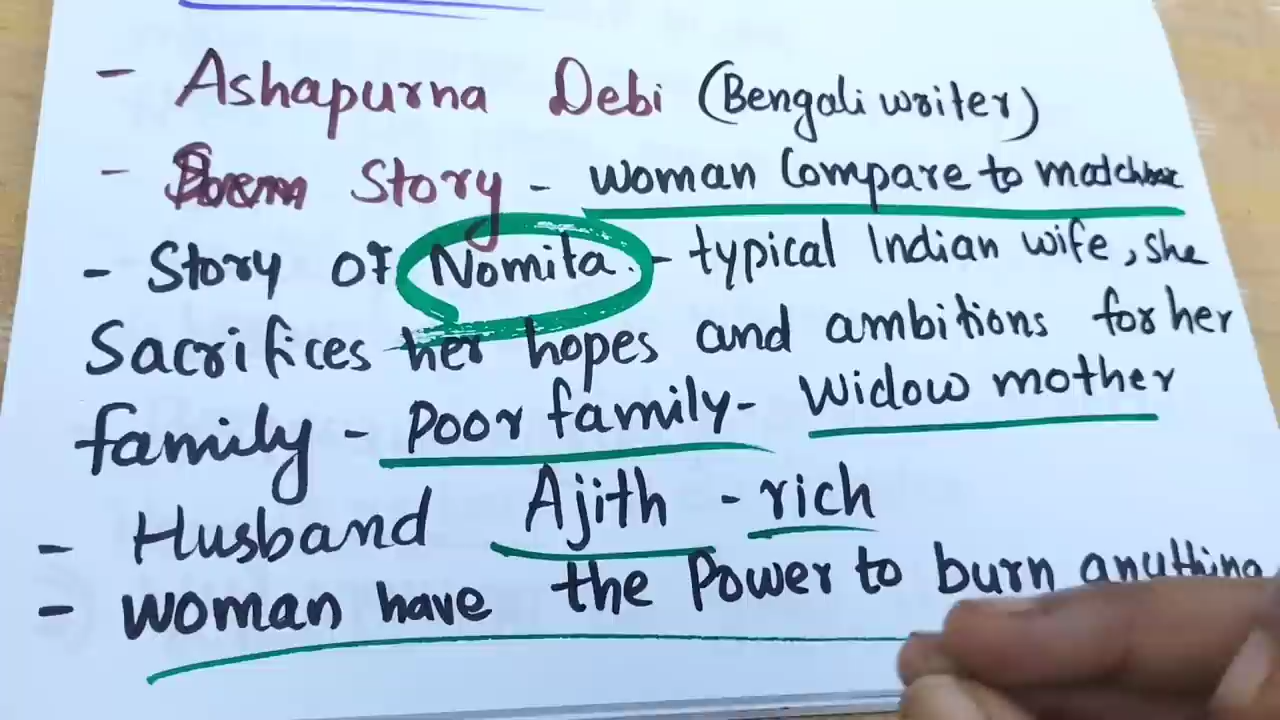 - Ashapurna Debi (Bengali writer)
- Story - woman Compare to matchbox
- Story of Nomita. - typical Indian wife, she
Sacrifices her hopes and ambitions for her
family - Poor family - Widow mother
- Husband Ajith - rich
- woman have the Power to burn anything